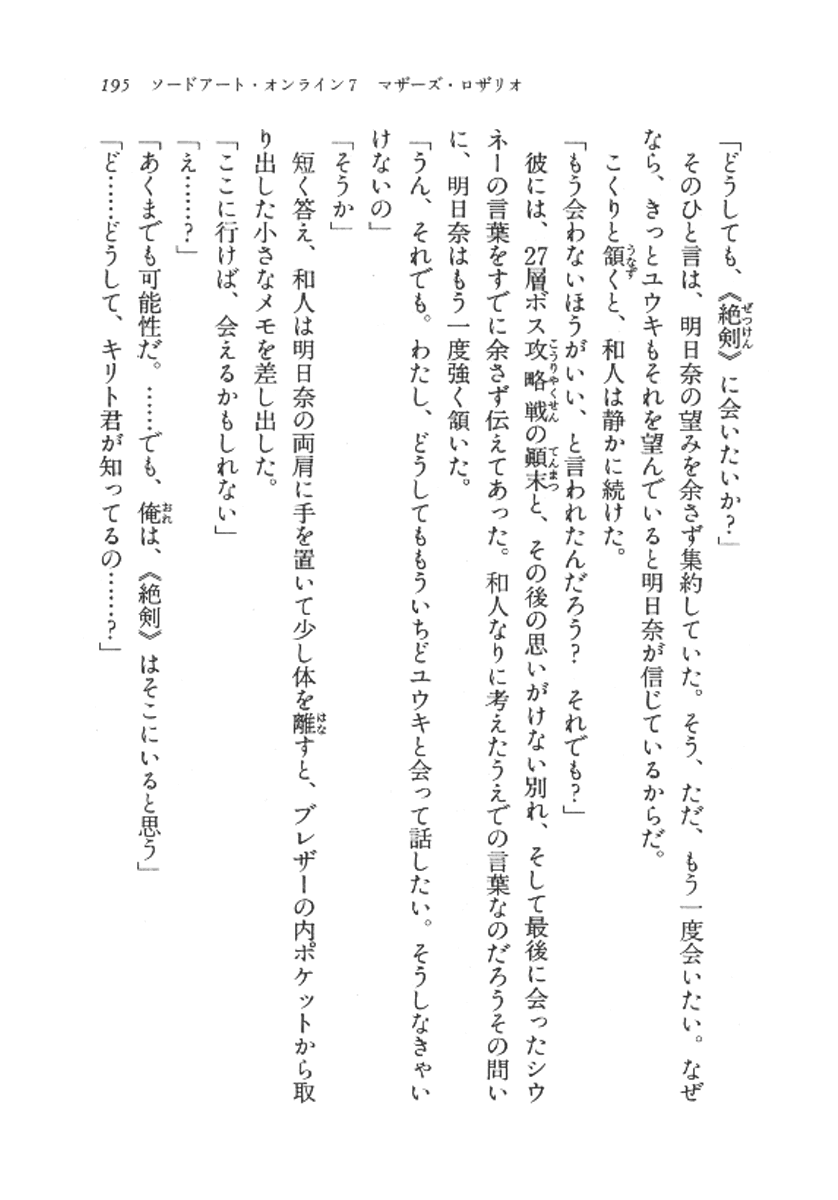 195　ソードアート・オンライン7　マザーズ・ロザリオ
「どうしても、《絶剣》に会いたいか？」
　そのひと言は、明日奈の望みを余さず集約していた。そう、ただ、もう一度会いたい。なぜ
なら、きっとユウキもそれを望んでいると明日奈が信じているからだ。
　こくりと頷くと、和人は静かに続けた。
「もう会わないほうがいい、と言われたんだろう？　それでも？」
　彼には、27層ボス攻略戦の顚末と、その後の思いがけない別れ、そして最後に会ったシウ
ネーの言葉をすでに余さず伝えてあった。和人なりに考えたうえでの言葉なのだろうその問い
に、明日奈はもう一度強く頷いた。
「うん、それでも。わたし、どうしてももういちどユウキと会って話したい。そうしなきゃい
けないの」
「そうか」
　短く答え、和人は明日奈の両肩に手を置いて少し体を離すと、ブレザーの内ポケットから取
り出した小さなメモを差し出した。
「ここに行けば、会えるかもしれない」
「え……？」
「あくまでも可能性だ。……でも、俺は、《絶剣》はそこにいると思う」
「ど……どうして、キリト君が知ってるの……？」